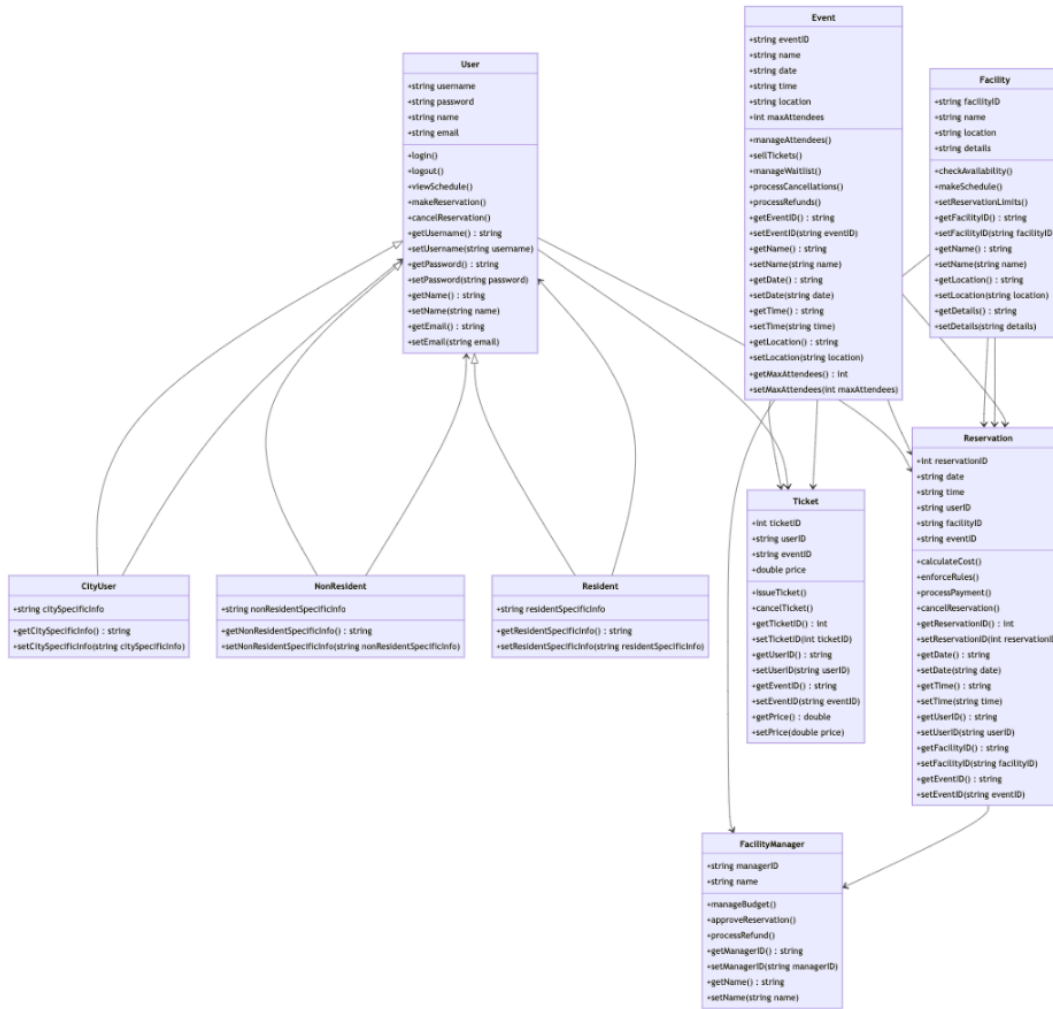 User
+string username
+string password
+string name
+string email
+login()
+logout()
+viewSchedule()
+makeReservation()
+cancelReservation()
+getUsername() : string
+setUsername(string username)
+getPassword() : string
+setPassword(string password)
+getName() : string
+setName(string name)
+getEmail() : string
+setEmail(string email)
Event
+string eventID
+string name
+string date
+string time
+string location
+int maxAttendees
+manageAttendees()
+sellTickets()
+manageWaitlist()
+processCancellations()
+processRefunds()
+getEventID() : string
+setEventID(string eventID)
+getName() : string
+setName(string name)
+getDate() : string
+setDate(string date)
+getTime() : string
+setTime(string time)
+getLocation() : string
+setLocation(string location)
+getMaxAttendees() : int
+setMaxAttendees(int maxAttendees)
Facility
+string facilityID
+string name
+string location
+string details
+checkAvailability()
+makeSchedule()
+setReservationLimits()
+getFacilityID() : string
+setFacilityID(string facilityID
+getName() : string
+setName(string name)
+getLocation() : string
+setLocation(string location)
+getDetails() : string
+setDetails(string details)
CityUser
+string citySpecificInfo
+getCitySpecificInfo() : string
+setCitySpecificInfo(string citySpecificInfo)
NonResident
+string nonResidentSpecificInfo
+getNonResidentSpecificInfo() : string
+setNonResidentSpecificInfo(string nonResidentSpecificInfo)
Resident
+string residentSpecificInfo
+getResidentSpecificInfo() : string
+setResidentSpecificInfo(string residentSpecificInfo)
Ticket
+int ticketID
+string userID
+string eventID
+double price
+issueTicket()
+cancelTicket()
+getTicketID() : int
+setTicketID(int ticketID)
+getUserID() : string
+setUserID(string userID)
+getEventID() : string
+setEventID(string eventID)
+getPrice() : double
+setPrice(double price)
Reservation
+int reservationID
+string date
+string time
+string userID
+string facilityID
+string eventID
+calculateCost()
+enforceRules()
+processPayment()
+cancelReservation()
+getReservationID() : int
+setReservationID(int reservationI
+getDate() : string
+setDate(string date)
+getTime() : string
+setTime(string time)
+getUserID() : string
+setUserID(string userID)
+getFacilityID() : string
+setFacilityID(string facilityID)
+getEventID() : string
+setEventID(string eventID)
FacilityManager
+string managerID
+string name
+manageBudget()
+approveReservation()
+processRefund()
+getManagerID() : string
+setManagerID(string managerID)
+getName() : string
+setName(string name)